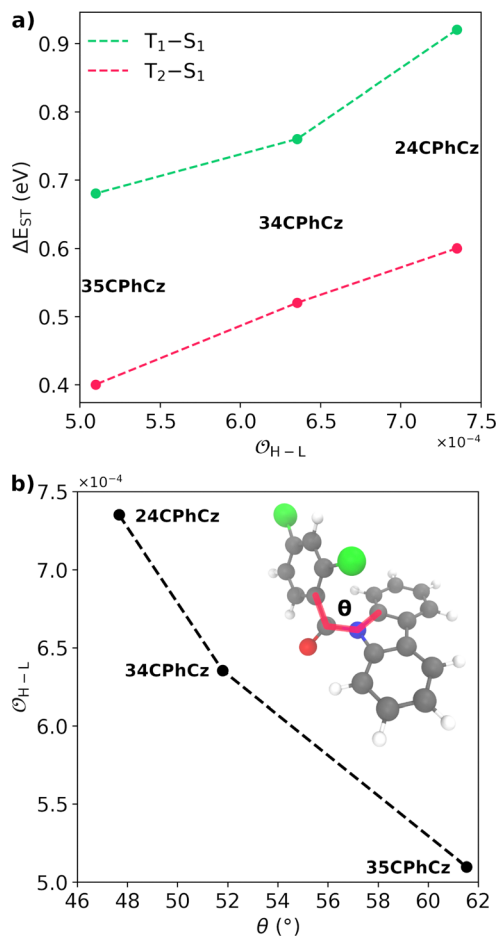 a)
T₁−S₁
T₂−S₁
24CPhCz
34CPhCz
35CPhCz
ΔE_ST (eV)
0.9
0.8
0.7
0.6
0.5
0.4
5.0 5.5 6.0 6.5 7.0 7.5
×10⁻⁴
𝒪_H−L
b)
×10⁻⁴
7.5
7.0
6.5
6.0
5.5
5.0
𝒪_H−L
24CPhCz
θ
34CPhCz
35CPhCz
46 48 50 52 54 56 58 60 62
θ (°)